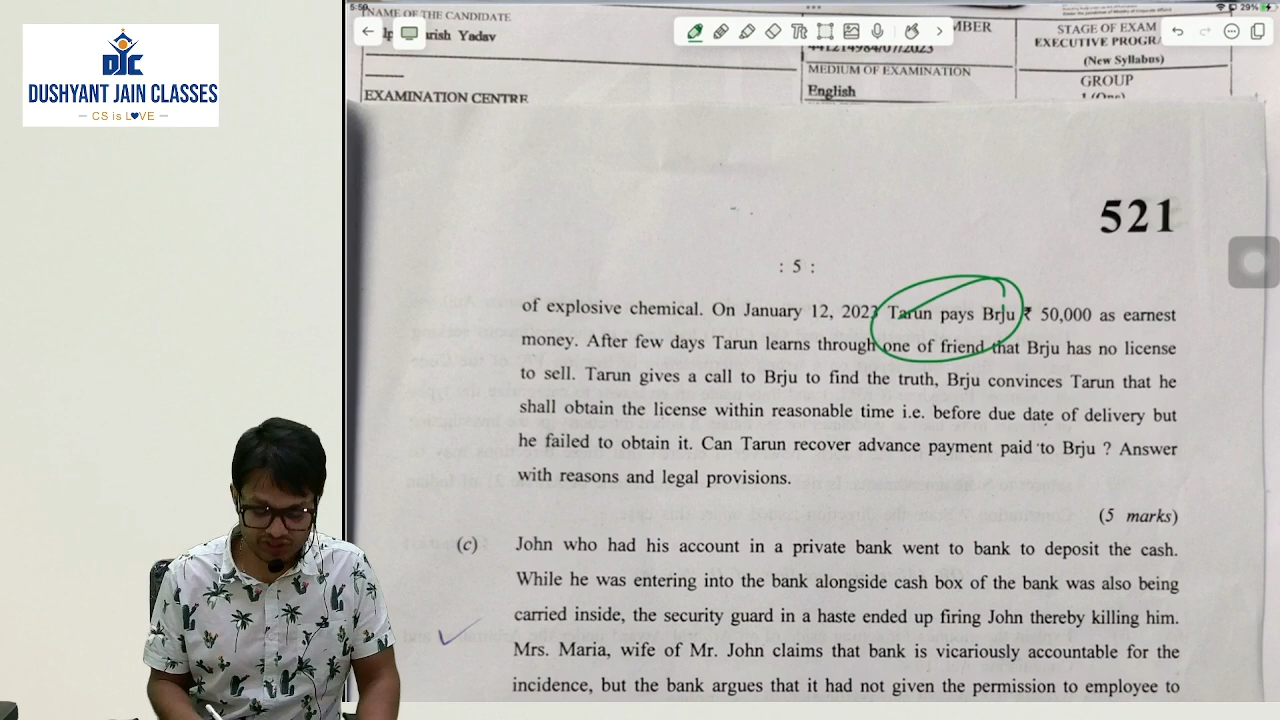 5:50
29%
DJC
DUSHYANT JAIN CLASSES
CS is LOVE
NAME OF THE CANDIDATE
Yadav
EXAMINATION CENTRE
MBER
MEDIUM OF EXAMINATION
English
STAGE OF EXAM
EXECUTIVE PROGRA
(New Syllabus)
GROUP
521
: 5 :
of explosive chemical. On January 12, 2023 Tarun pays Brju ₹ 50,000 as earnest
money. After few days Tarun learns through one of friend that Brju has no license
to sell. Tarun gives a call to Brju to find the truth, Brju convinces Tarun that he
shall obtain the license within reasonable time i.e. before due date of delivery but
he failed to obtain it. Can Tarun recover advance payment paid to Brju ? Answer
with reasons and legal provisions.
(5 marks)
(c) John who had his account in a private bank went to bank to deposit the cash.
While he was entering into the bank alongside cash box of the bank was also being
carried inside, the security guard in a haste ended up firing John thereby killing him.
Mrs. Maria, wife of Mr. John claims that bank is vicariously accountable for the
incidence, but the bank argues that it had not given the permission to employee to